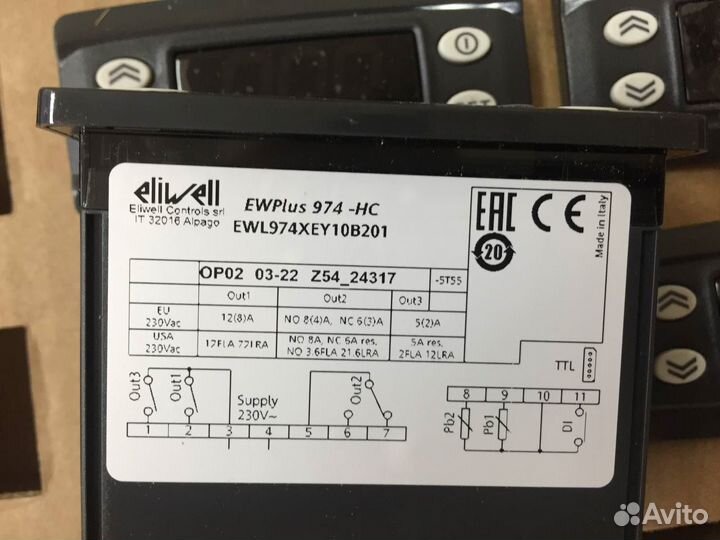 eliwell
Eliwell Controls srl
IT 32016 Alpago
EWPlus 974 -HC
EWL974XEY10B201
EAC CE
20
Made in Italy
OP02 03-22 Z54_24317 -5T55
Out1 Out2 Out3
EU
230Vac
12(8)A NO 8(4)A, NC 6(3)A 5(2)A
USA
230Vac
12FLA 72LRA
NO 8A, NC 6A res.
NO 3.6FLA 21.6LRA
5A res.
2FLA 12LRA
TTL
Out3 Out1 Supply
230V~
Out2
1 2 3 4 5 6 7
8 9 10 11
Pb2 Pb1 DI
Avito